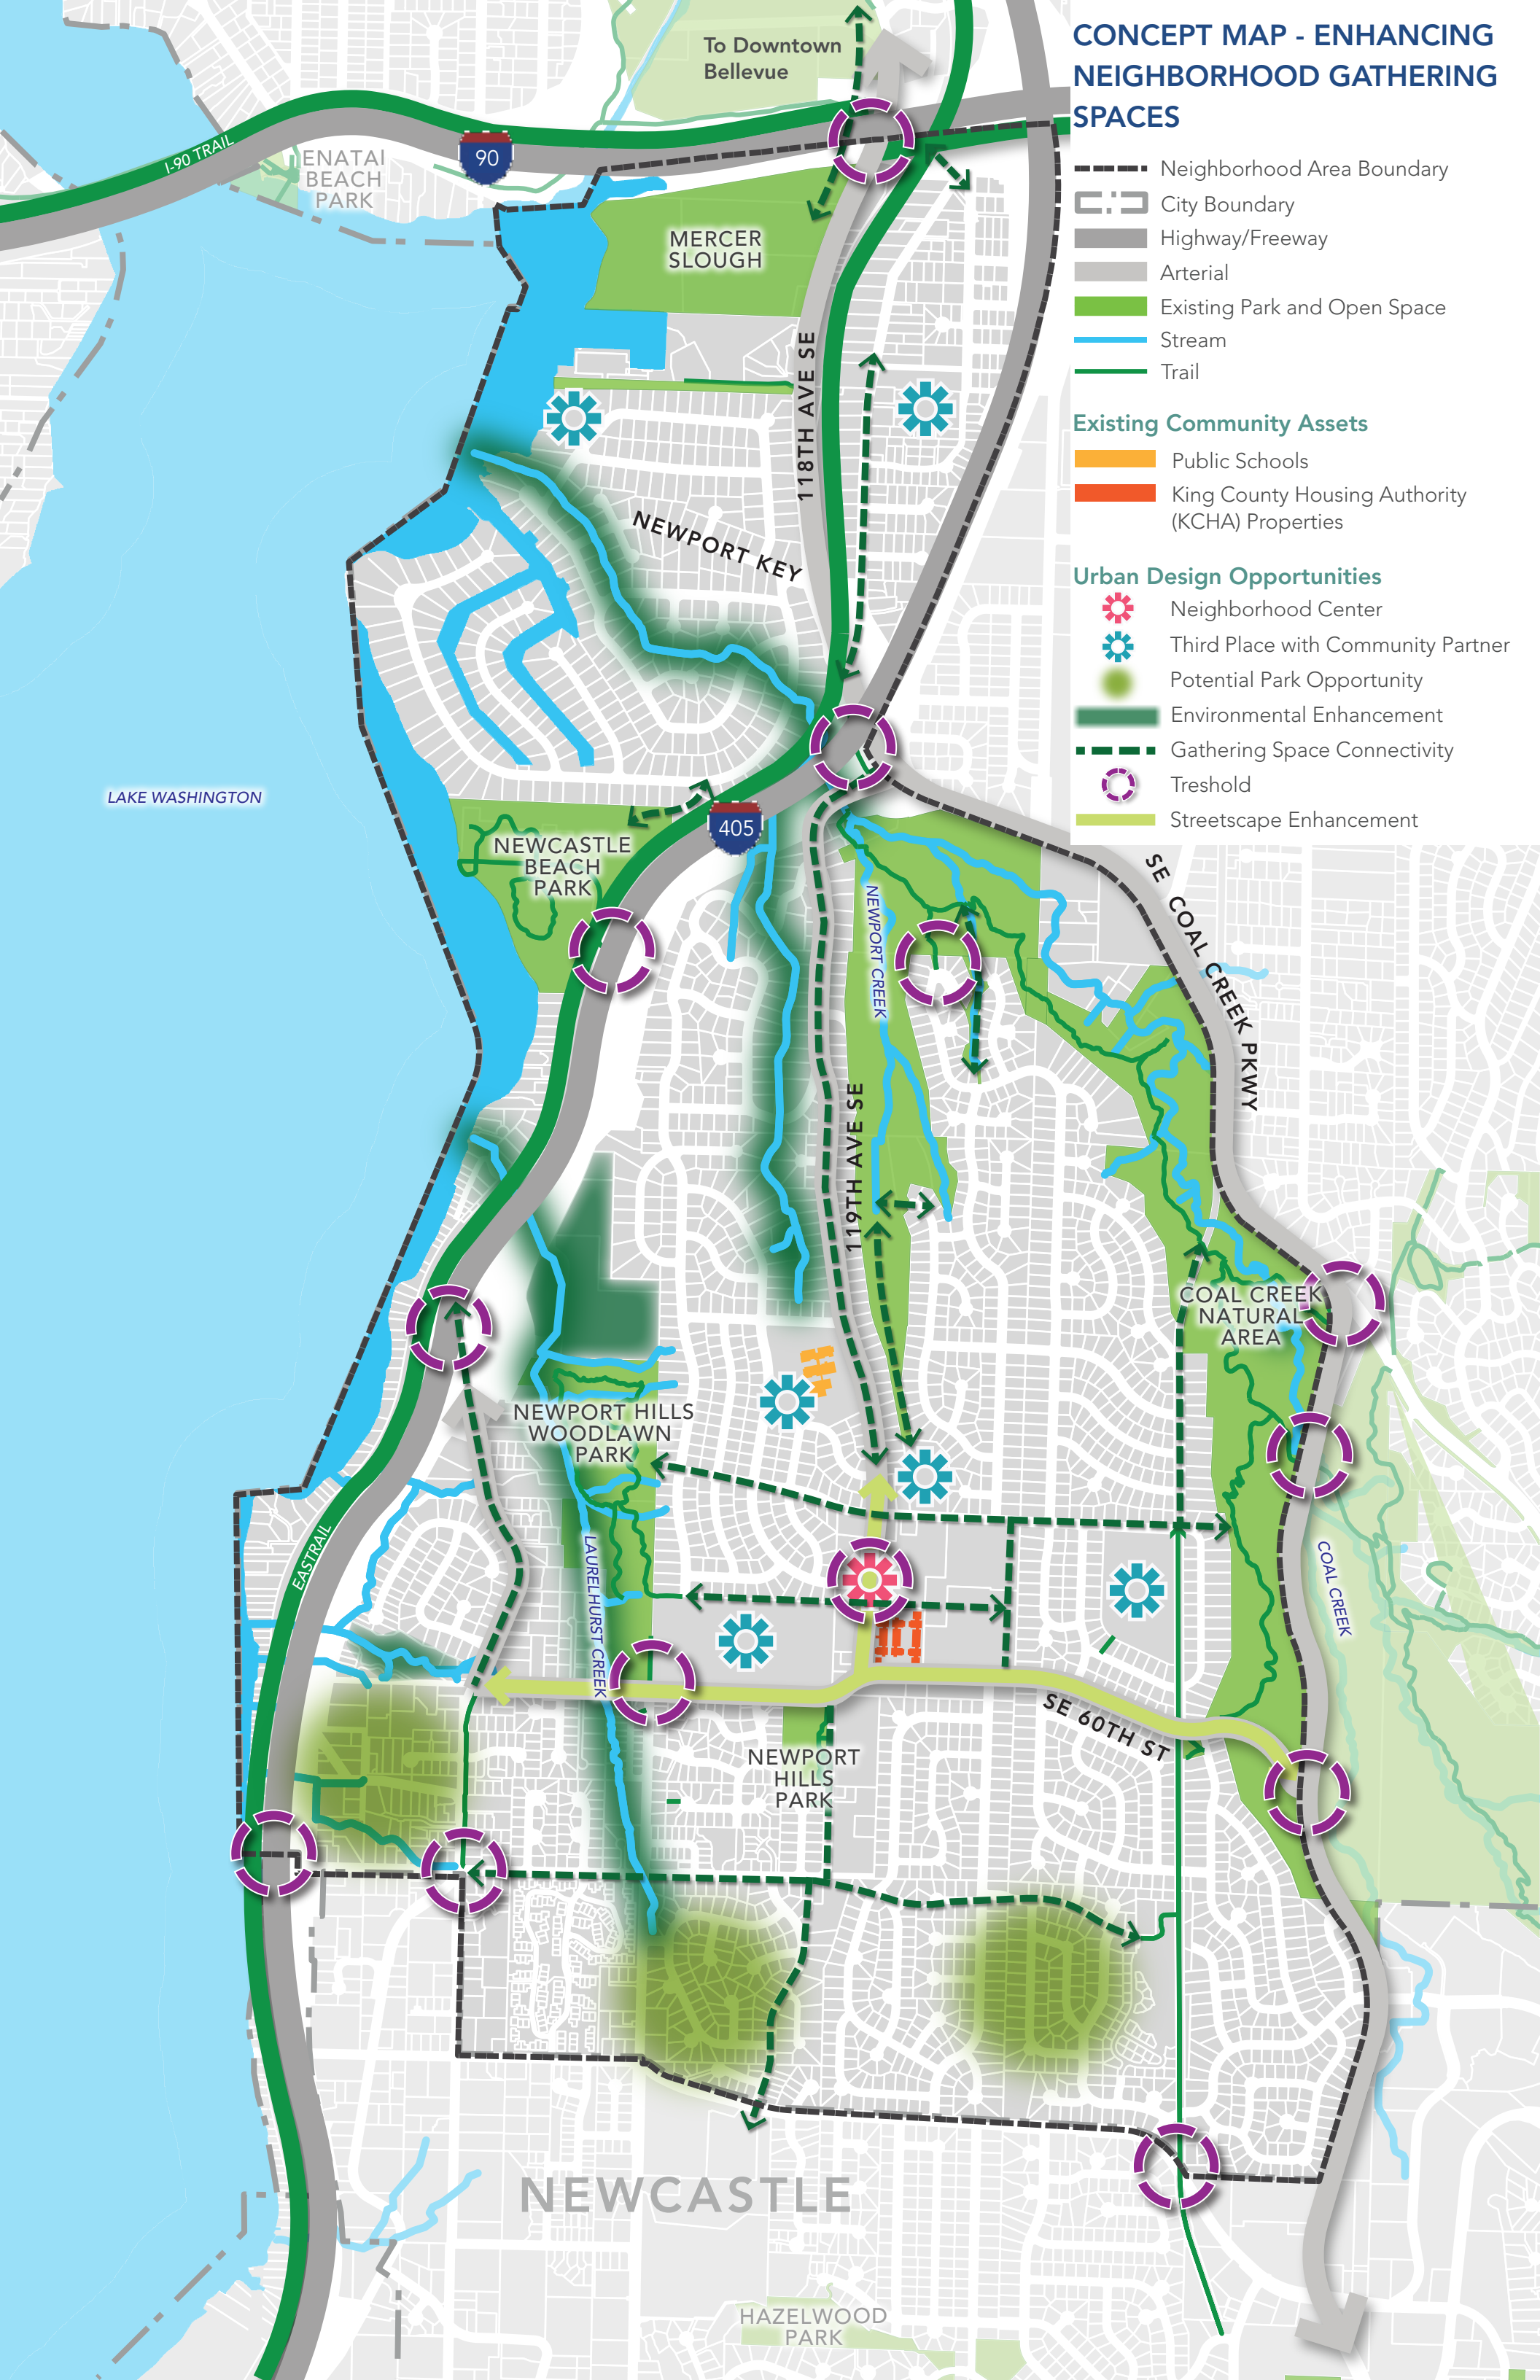 CONCEPT MAP - ENHANCING
NEIGHBORHOOD GATHERING
SPACES
Neighborhood Area Boundary
City Boundary
Highway/Freeway
Arterial
Existing Park and Open Space
Stream
Trail
Existing Community Assets
Public Schools
King County Housing Authority
(KCHA) Properties
Urban Design Opportunities
Neighborhood Center
Third Place with Community Partner
Potential Park Opportunity
Environmental Enhancement
Gathering Space Connectivity
Treshold
Streetscape Enhancement
To Downtown
Bellevue
I-90 TRAIL
90
ENATAI
BEACH
PARK
MERCER
SLOUGH
118TH AVE SE
NEWPORT KEY
LAKE WASHINGTON
405
NEWCASTLE
BEACH
PARK
NEWPORT CREEK
SE COAL CREEK PKWY
119TH AVE SE
COAL CREEK
NATURAL
AREA
NEWPORT HILLS
WOODLAWN
PARK
EASTRAIL
LAURELHURST CREEK
COAL CREEK
SE 60TH ST
NEWPORT
HILLS
PARK
NEWCASTLE
HAZELWOOD
PARK